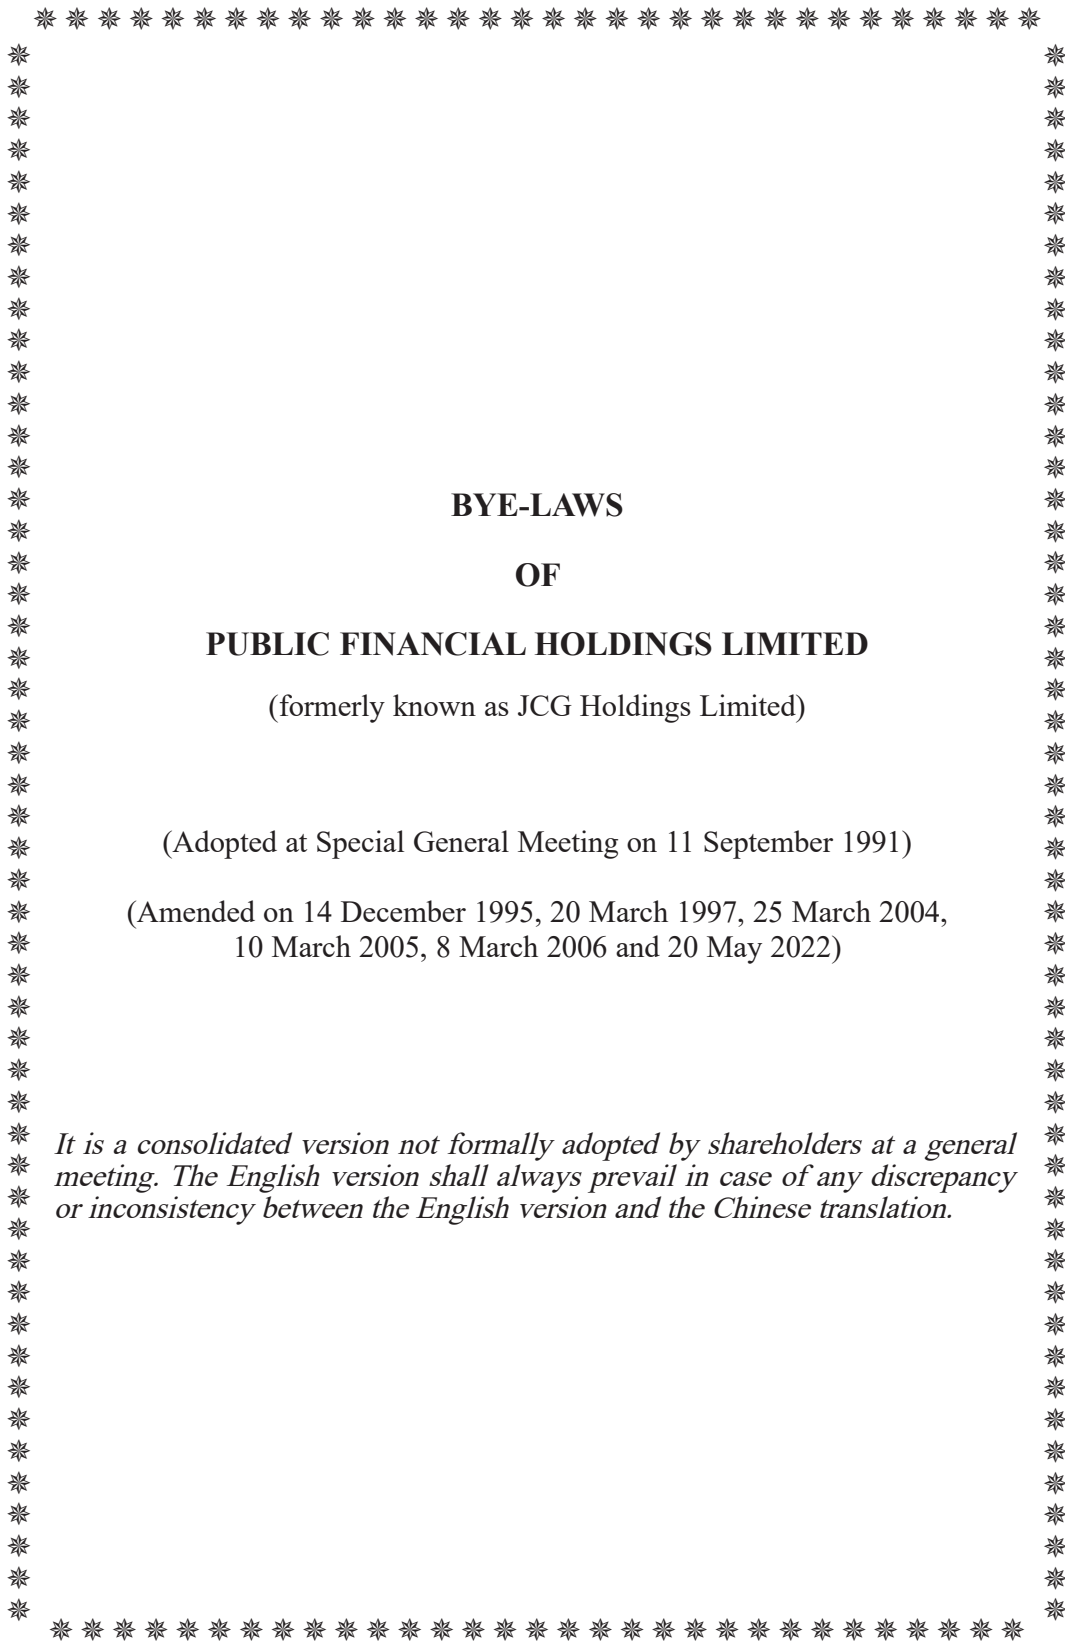 BYE-LAWS
OF
PUBLIC FINANCIAL HOLDINGS LIMITED
(formerly known as JCG Holdings Limited)
(Adopted at Special General Meeting on 11 September 1991)
(Amended on 14 December 1995, 20 March 1997, 25 March 2004,
10 March 2005, 8 March 2006 and 20 May 2022)
It is a consolidated version not formally adopted by shareholders at a general
meeting. The English version shall always prevail in case of any discrepancy
or inconsistency between the English version and the Chinese translation.